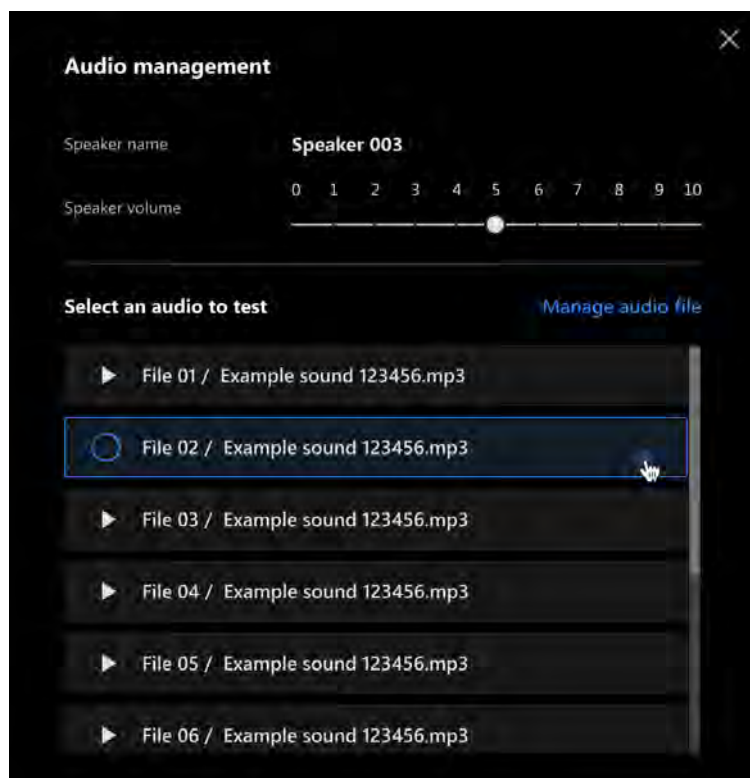 Audio management
Speaker name Speaker 003
0 1 2 3 4 5 6 7 8 9 10
Speaker volume
Select an audio to test Manage audio file
File 01 / Example sound 123456.mp3
File 02 / Example sound 123456.mp3
File 03 / Example sound 123456.mp3
File 04 / Example sound 123456.mp3
File 05 / Example sound 123456.mp3
File 06 / Example sound 123456.mp3